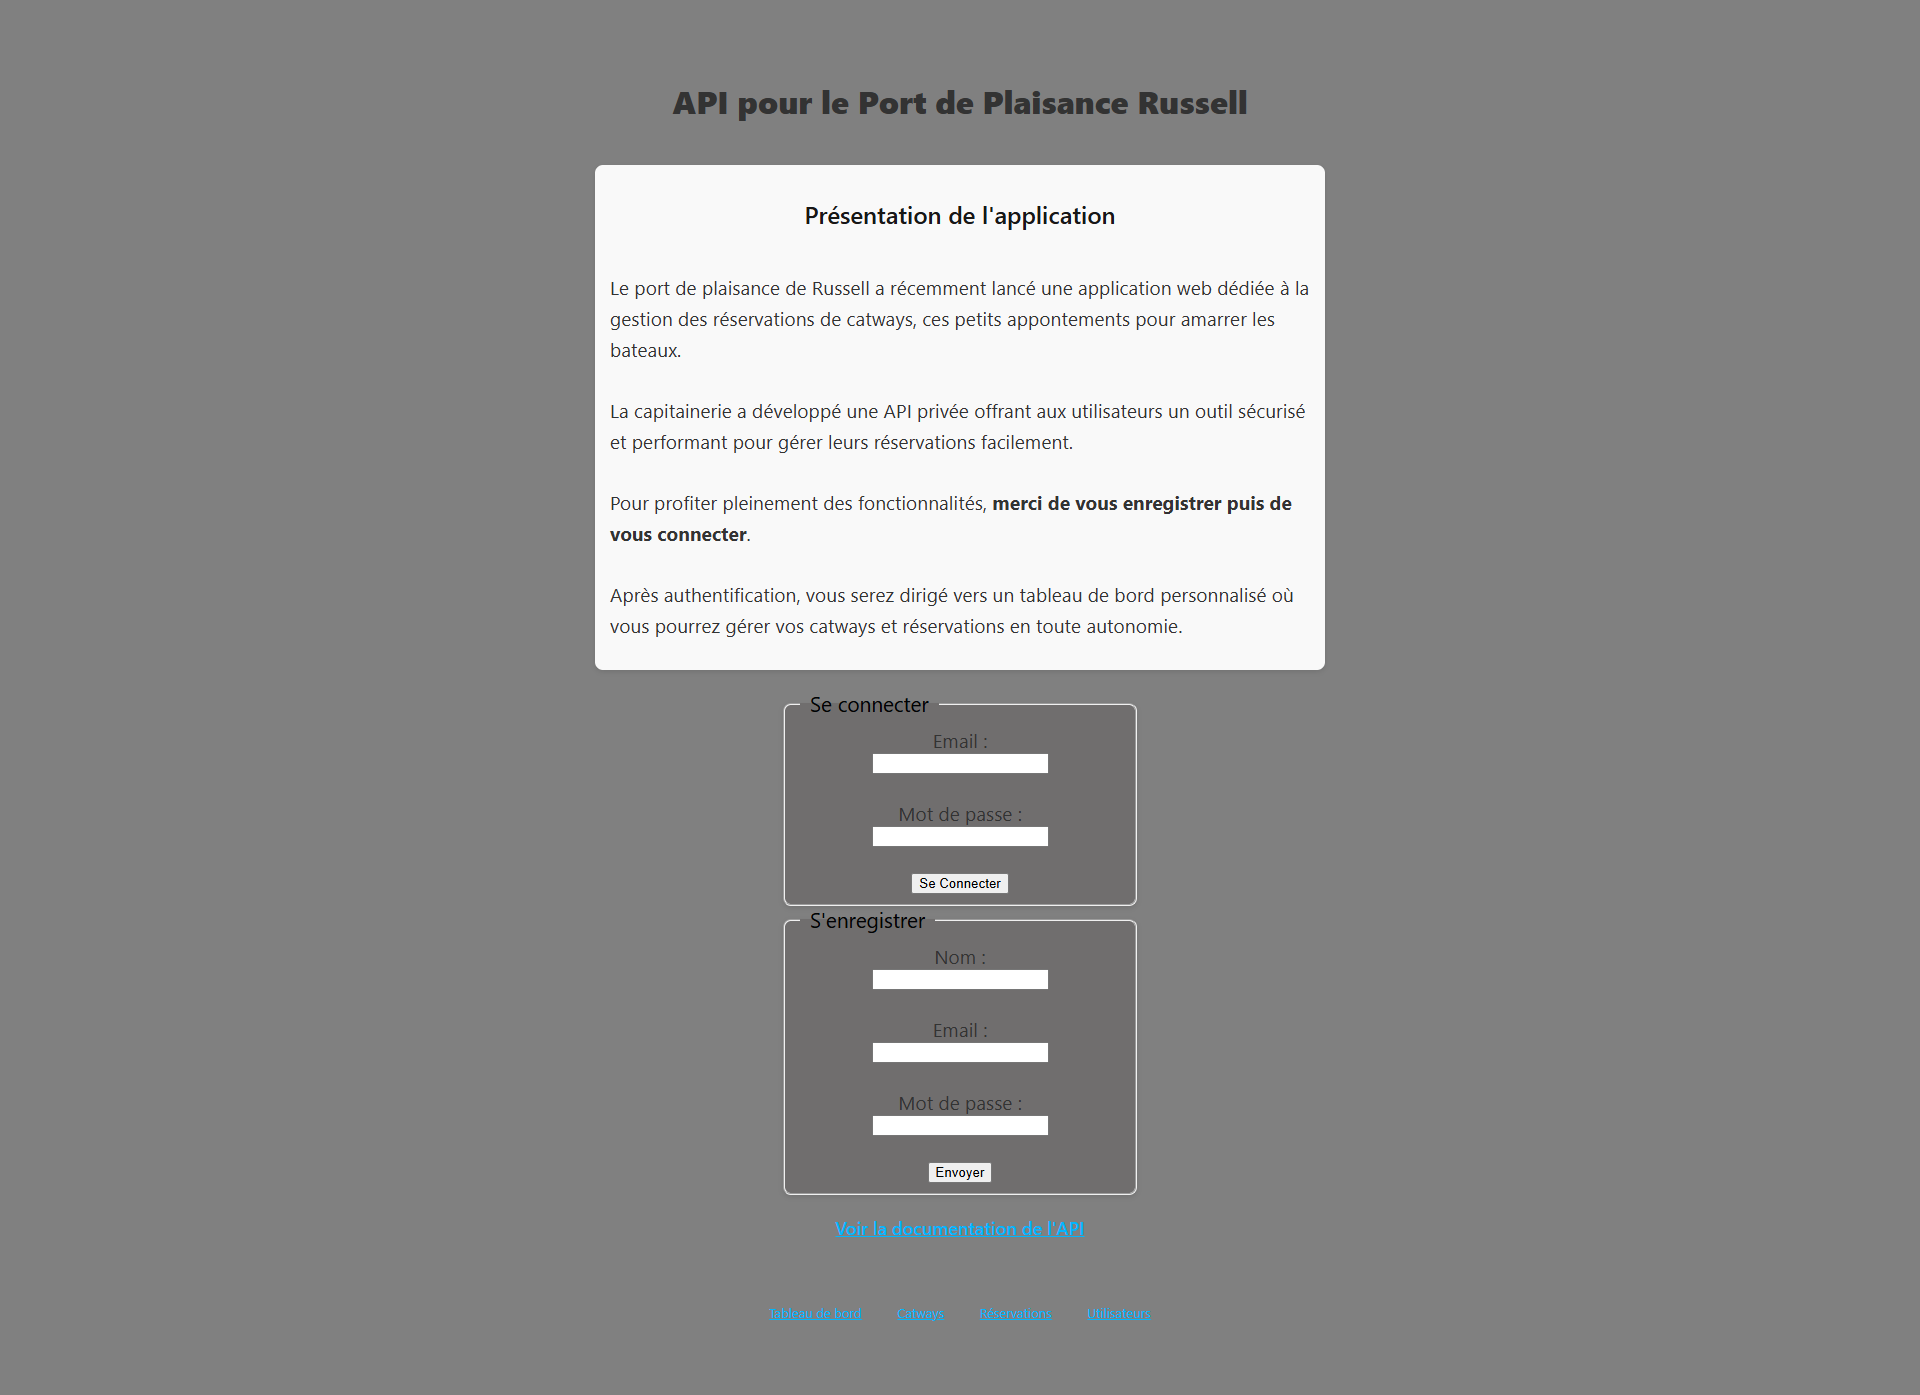 API pour le Port de Plaisance Russell
Présentation de l'application
Le port de plaisance de Russell a récemment lancé une application web dédiée à la
gestion des réservations de catways, ces petits appontements pour amarrer les
bateaux.
La capitainerie a développé une API privée offrant aux utilisateurs un outil sécurisé
et performant pour gérer leurs réservations facilement.
Pour profiter pleinement des fonctionnalités, merci de vous enregistrer puis de
vous connecter.
Après authentification, vous serez dirigé vers un tableau de bord personnalisé où
vous pourrez gérer vos catways et réservations en toute autonomie.
Se connecter
Email :
Mot de passe :
Se Connecter
S'enregistrer
Nom :
Email :
Mot de passe :
Envoyer
Voir la documentation de l'API
Tableau de bord Catways Réservations Utilisateurs